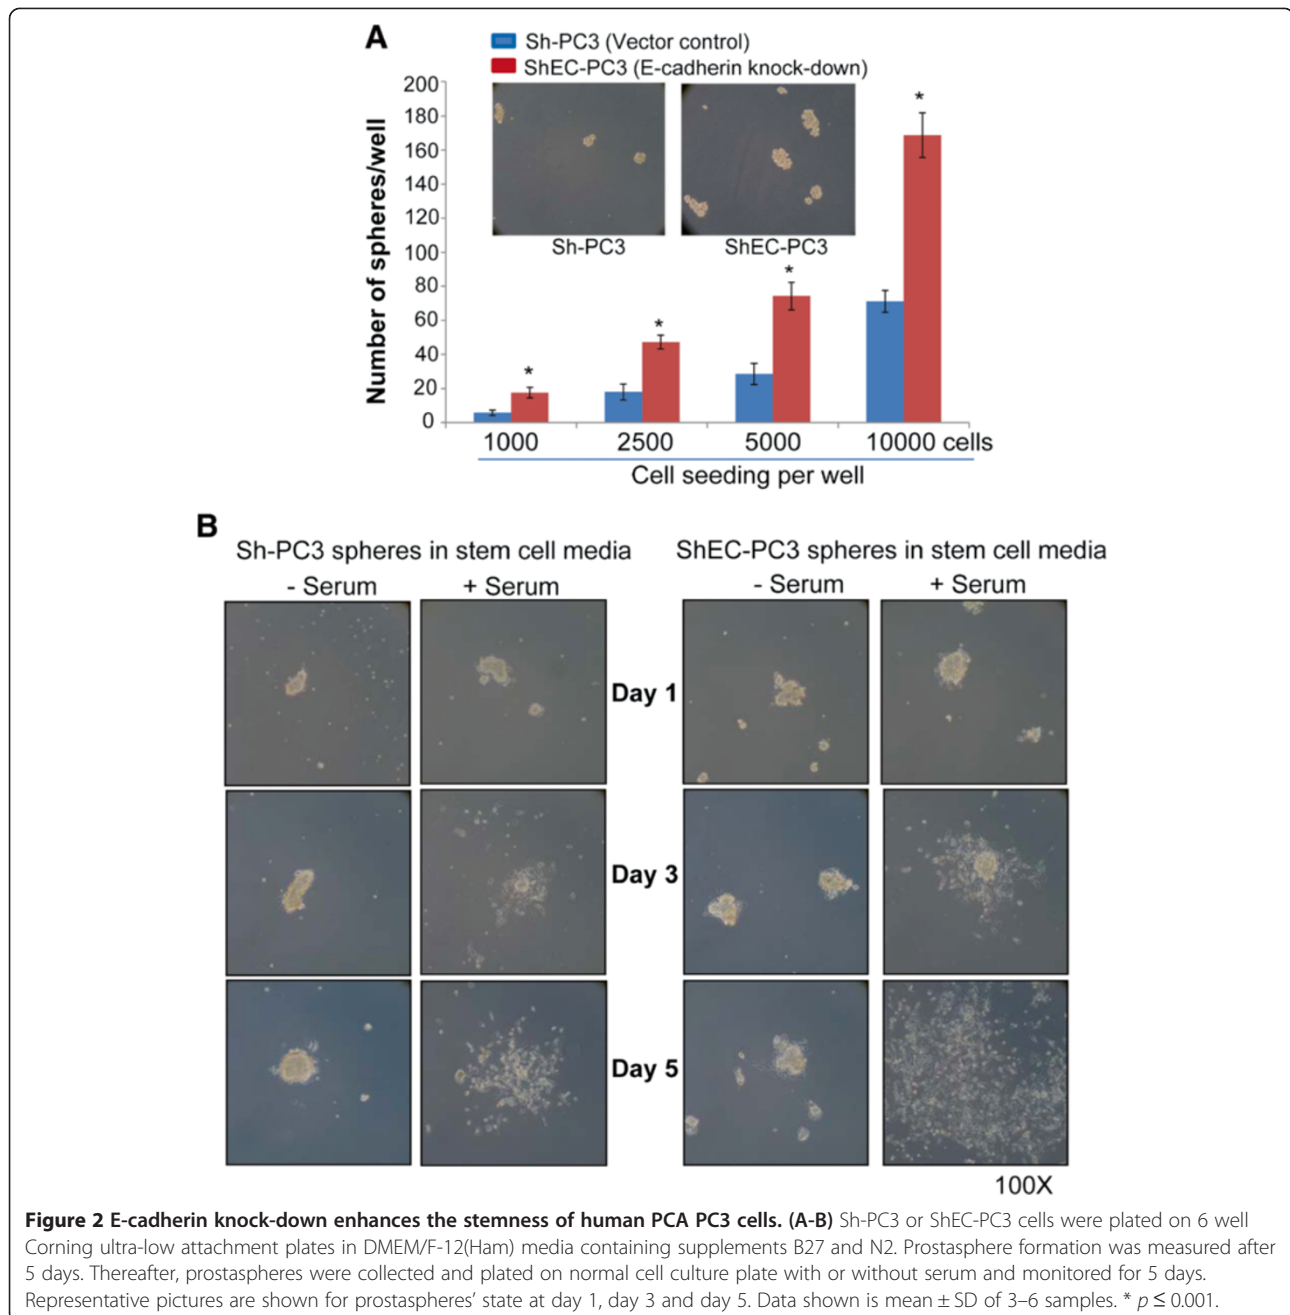 A
Sh-PC3 (Vector control)
ShEC-PC3 (E-cadherin knock-down)
Number of spheres/well
200
180
160
140
120
100
80
60
40
20
0
*
*
*
*
Sh-PC3
ShEC-PC3
1000
2500
5000
10000 cells
Cell seeding per well
B
Sh-PC3 spheres in stem cell media
ShEC-PC3 spheres in stem cell media
- Serum
+ Serum
- Serum
+ Serum
Day 1
Day 3
Day 5
100X
Figure 2 E-cadherin knock-down enhances the stemness of human PCA PC3 cells. (A-B) Sh-PC3 or ShEC-PC3 cells were plated on 6 well
Corning ultra-low attachment plates in DMEM/F-12(Ham) media containing supplements B27 and N2. Prostasphere formation was measured after
5 days. Thereafter, prostaspheres were collected and plated on normal cell culture plate with or without serum and monitored for 5 days.
Representative pictures are shown for prostaspheres' state at day 1, day 3 and day 5. Data shown is mean ± SD of 3–6 samples. * p ≤ 0.001.